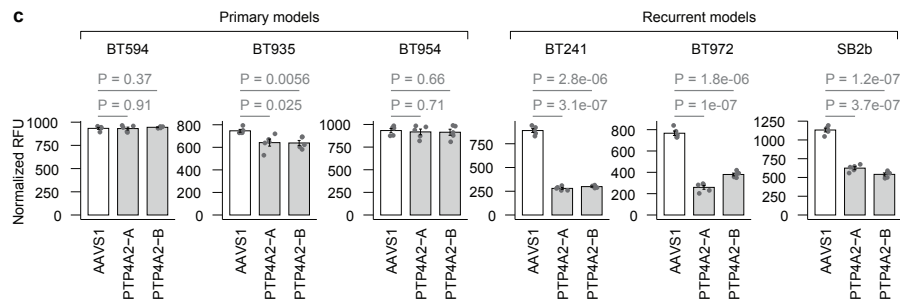 c
Primary models
Recurrent models
BT594
BT935
BT954
BT241
BT972
SB2b
P = 0.37
P = 0.0056
P = 0.66
P = 2.8e-06
P = 1.8e-06
P = 1.2e-07
P = 0.91
P = 0.025
P = 0.71
P = 3.1e-07
P = 1e-07
P = 3.7e-07
Normalized RFU
1000
750
500
250
0
800
600
400
200
0
1000
750
500
250
0
750
500
250
0
800
600
400
200
0
1250
1000
750
500
250
0
AAVS1
PTP4A2−A
PTP4A2−B
AAVS1
PTP4A2−A
PTP4A2−B
AAVS1
PTP4A2−A
PTP4A2−B
AAVS1
PTP4A2−A
PTP4A2−B
AAVS1
PTP4A2−A
PTP4A2−B
AAVS1
PTP4A2−A
PTP4A2−B